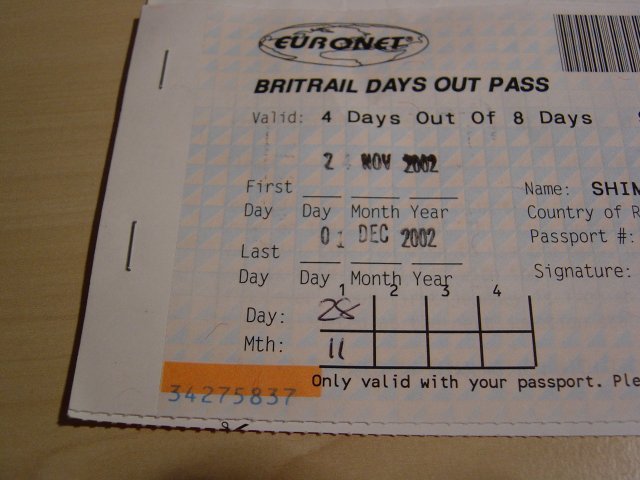 EURONET
BRITRAIL DAYS OUT PASS
Valid: 4 Days Out Of 8 Days
2 NOV 2002
First
Name: SHIM
Day Day Month Year
Country of R
01 DEC 2002
Passport #:
Last
Day Day Month Year
Signature:
1 2 3 4
Day: 28
Mth: 11
Only valid with your passport. Ple
34275837